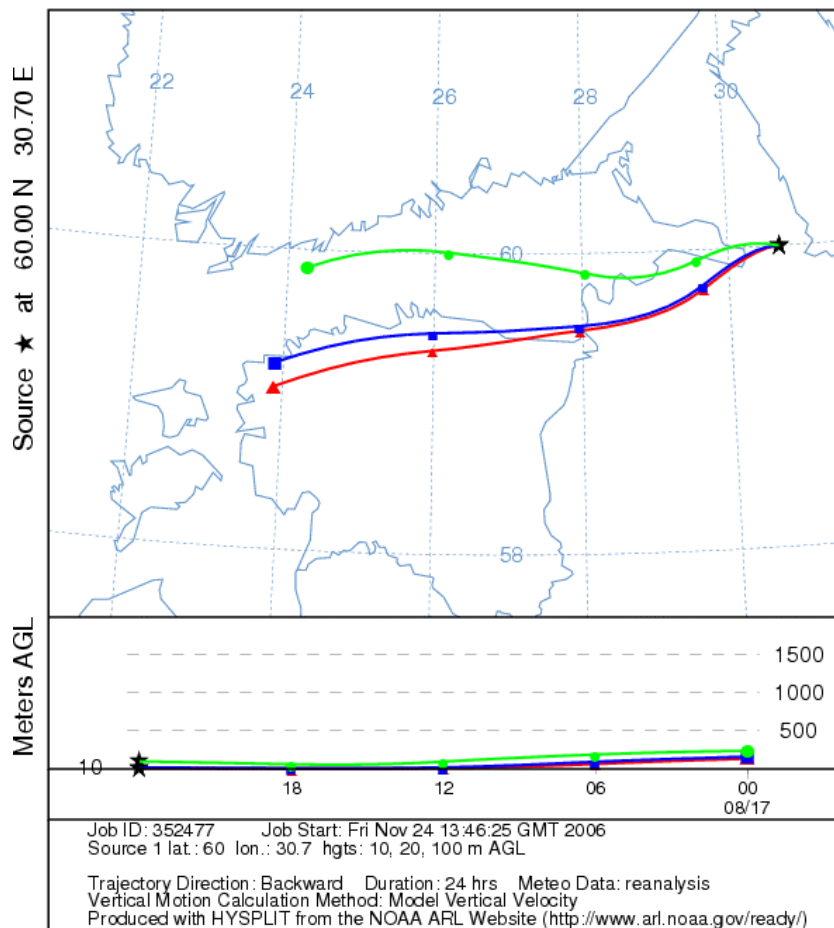 Source ★ at 60.00 N 30.70 E
22
24
26
28
30
60
58
Meters AGL
1500
1000
500
10
18
12
06
00
08/17
Job ID: 352477 Job Start: Fri Nov 24 13:46:25 GMT 2006
Source 1 lat.: 60 lon.: 30.7 hgts: 10, 20, 100 m AGL
Trajectory Direction: Backward Duration: 24 hrs Meteo Data: reanalysis
Vertical Motion Calculation Method: Model Vertical Velocity
Produced with HYSPLIT from the NOAA ARL Website (http://www.arl.noaa.gov/ready/)